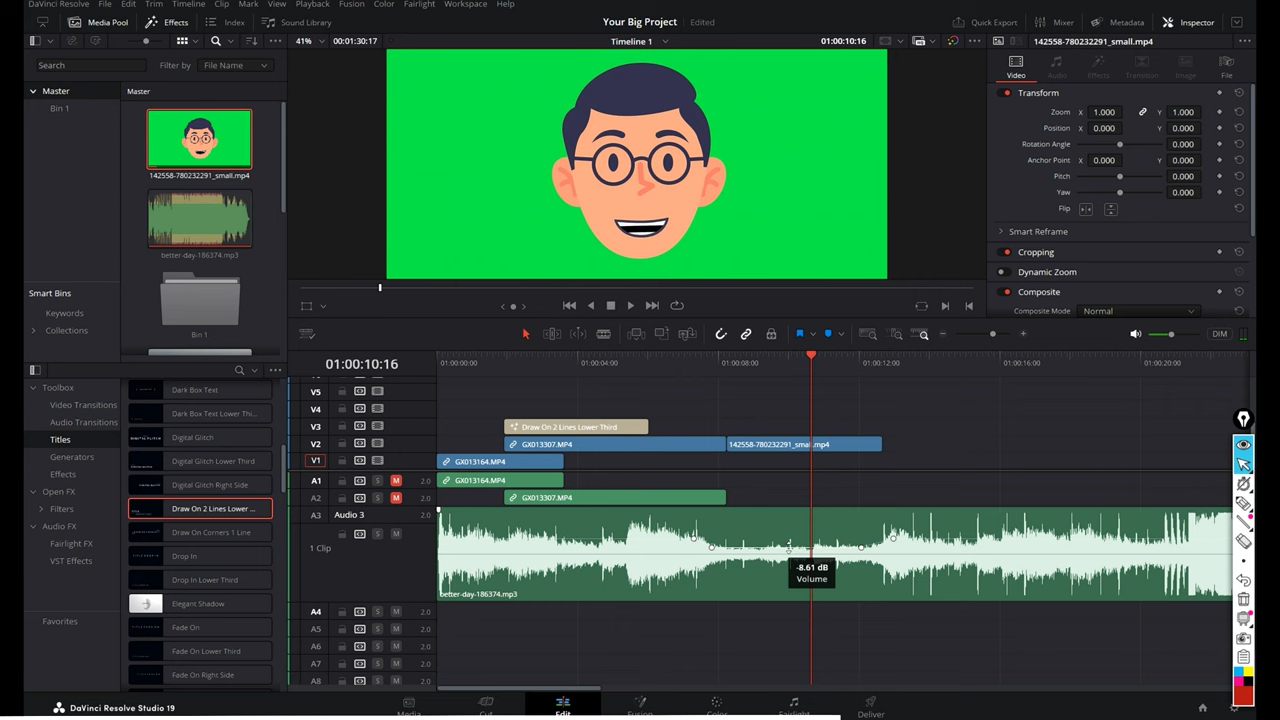 DaVinci Resolve File Edit Trim Timeline Clip Mark View Playback Fusion Color Fairlight Workspace Help
Media Pool Effects Index Sound Library Your Big Project Edited Quick Export Mixer Metadata Inspector
41% 00:01:30:17 Timeline 1 01:00:10:16 142558-780232291_small.mp4
Search Filter by File Name
Video Audio Effects Transition Image File
Master Master
Bin 1
142558-780232291_small.mp4
better-day-186374.mp3
Bin 1
Smart Bins
Keywords
Collections
Transform
Zoom X 1.000 Y 1.000
Position X 0.000 Y 0.000
Rotation Angle 0.000
Anchor Point X 0.000 Y 0.000
Pitch 0.000
Yaw 0.000
Flip
Smart Reframe
Cropping
Dynamic Zoom
Composite
Composite Mode Normal
DIM
Toolbox
Video Transitions
Audio Transitions
Titles
Generators
Effects
Open FX
Filters
Audio FX
Fairlight FX
VST Effects
Favorites
Dark Box Text
Dark Box Text Lower Thi...
Digital Glitch
Digital Glitch Lower Third
Digital Glitch Right Side
Draw On 2 Lines Lower ...
Draw On Corners 1 Line
Drop In
Drop In Lower Third
Elegant Shadow
Fade On
Fade On Lower Third
Fade On Right Side
01:00:10:16
01:00:00:00 01:00:04:00 01:00:08:00 01:00:12:00 01:00:16:00 01:00:20:00
V5
V4
V3 Draw On 2 Lines Lower Third
V2 GX013307.MP4 142558-780232291_small.mp4
V1 GX013164.MP4
A1 S M 2.0 GX013164.MP4
A2 S M 2.0 GX013307.MP4
A3 Audio 3 2.0
1 Clip S M
-8.61 dB
Volume
better-day-186374.mp3
A4 S M 2.0
A5 S M 2.0
A6 S M 2.0
A7 S M 2.0
A8 S M 2.0
DaVinci Resolve Studio 19
Media Cut Edit Fusion Color Fairlight Deliver